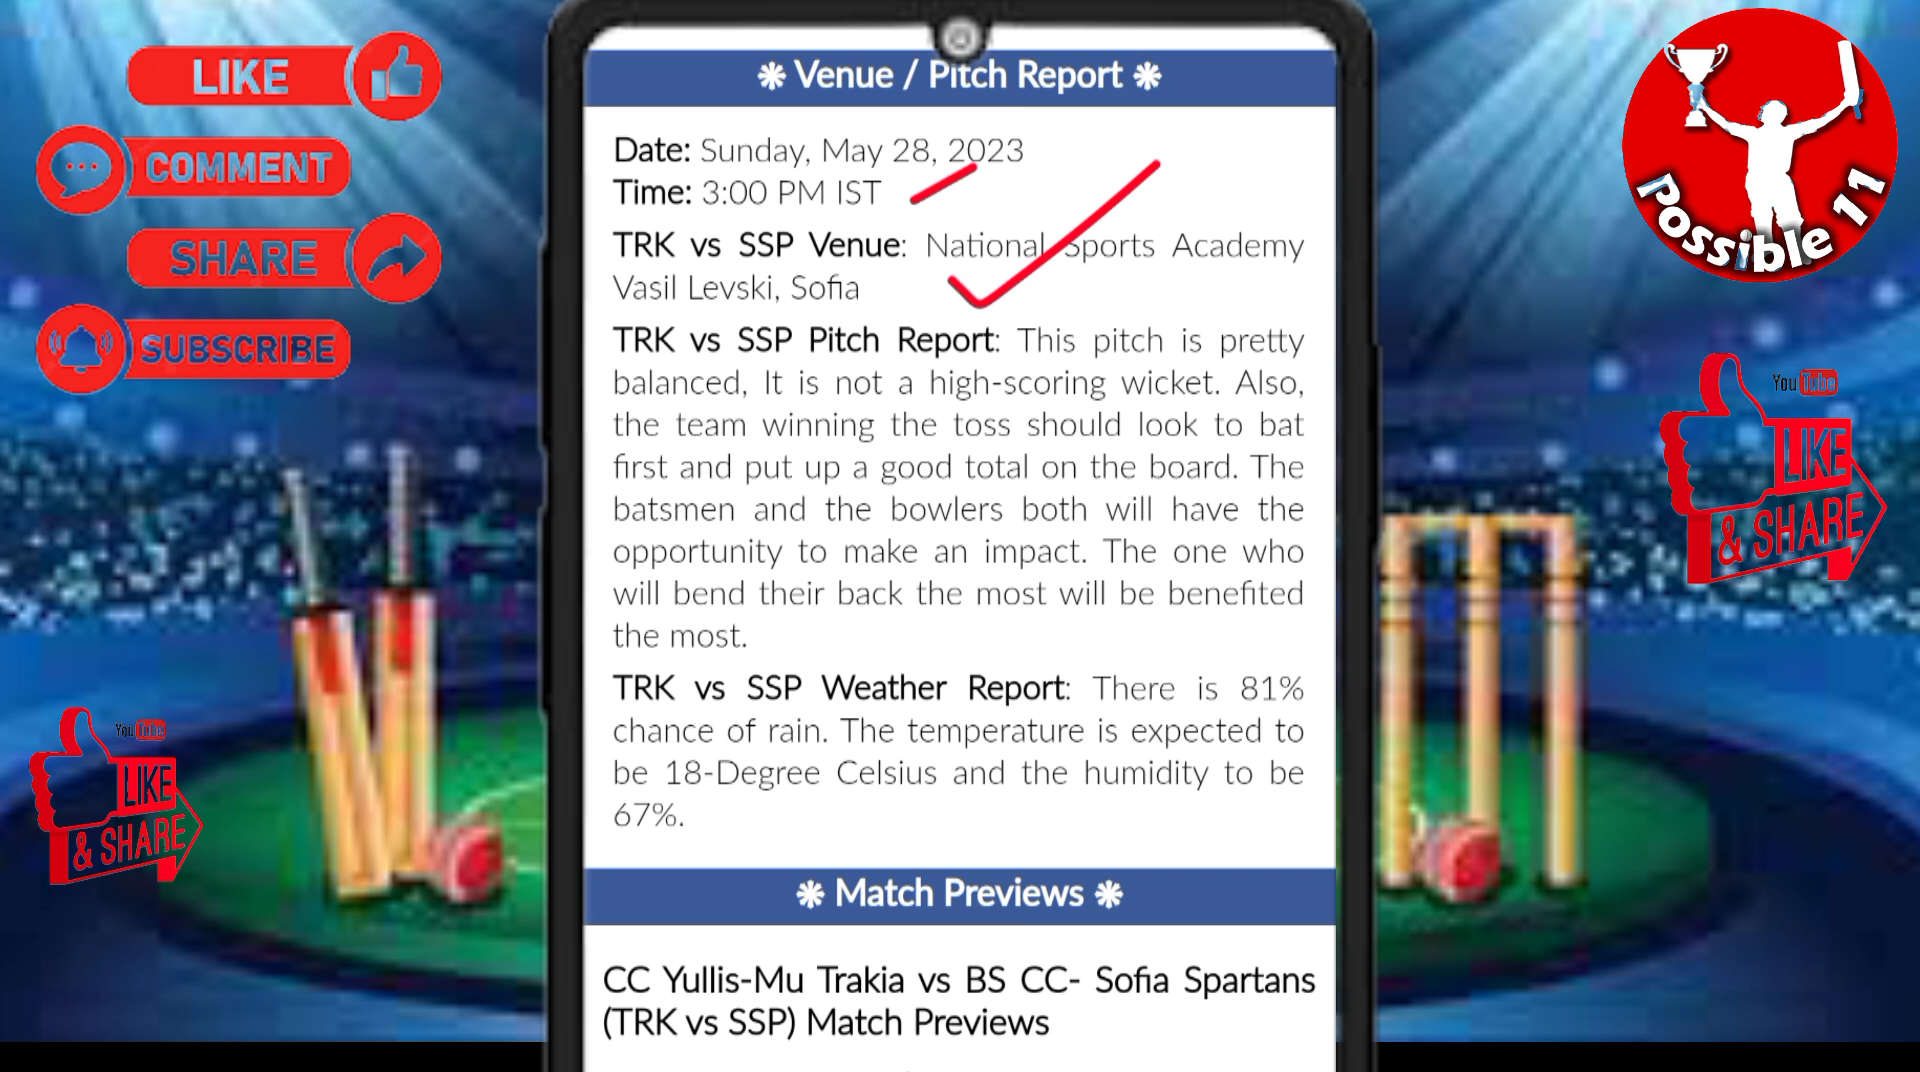 LIKE
COMMENT
SHARE
SUBSCRIBE
YouTube
LIKE
& SHARE
❋ Venue / Pitch Report ❋
Date: Sunday, May 28, 2023
Time: 3:00 PM IST
TRK vs SSP Venue: National Sports Academy
Vasil Levski, Sofia
TRK vs SSP Pitch Report: This pitch is pretty
balanced, It is not a high-scoring wicket. Also,
the team winning the toss should look to bat
first and put up a good total on the board. The
batsmen and the bowlers both will have the
opportunity to make an impact. The one who
will bend their back the most will be benefited
the most.
TRK vs SSP Weather Report: There is 81%
chance of rain. The temperature is expected to
be 18-Degree Celsius and the humidity to be
67%.
❋ Match Previews ❋
CC Yullis-Mu Trakia vs BS CC- Sofia Spartans
(TRK vs SSP) Match Previews
Possible 11
YouTube
LIKE
& SHARE